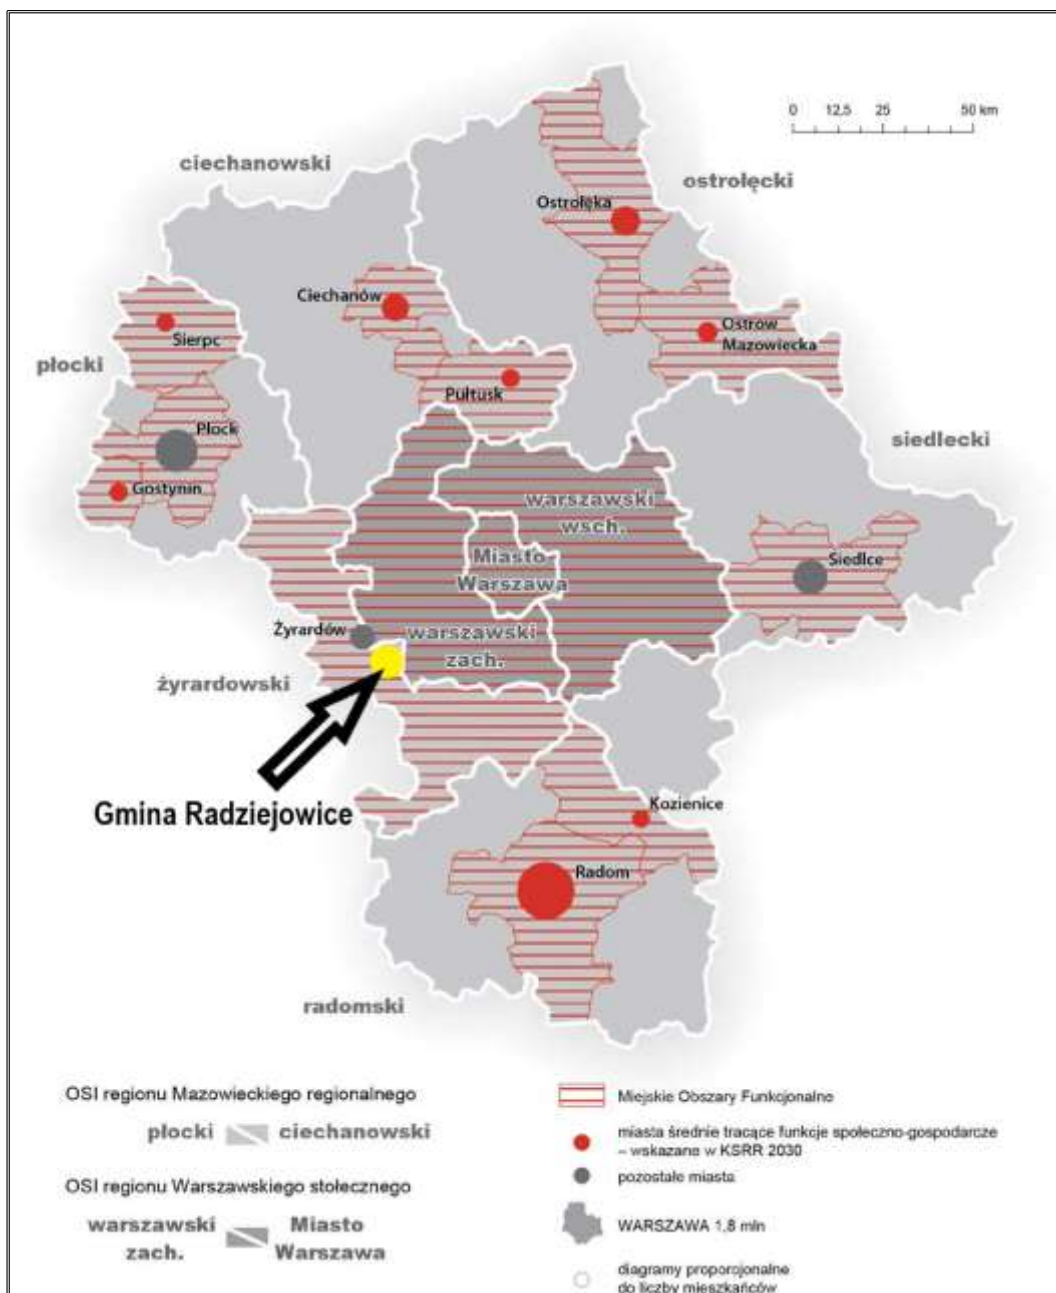 0 12,5 25 50 km
ciechanowski
ostrołęcki
Ostrołęka
Ciechanów
Ostrów
Mazowiecka
Sierpc
płocki
Pułtusk
Płock
siedlecki
Gostynin
warszawski
wsch.
Miasto
Warszawa
Siedlce
Żyrardów
warszawski
zach.
żyrardowski
Gmina Radziejowice
Kozienice
Radom
radomski
OSI regionu Mazowieckiego regionalnego
płocki ciechanowski
OSI regionu Warszawskiego stołecznego
warszawski
zach.
Miasto
Warszawa
Miejskie Obszary Funkcjonalne
miasta średnie tracące funkcje społeczno-gospodarcze
– wskazane w KSRR 2030
pozostałe miasta
WARSZAWA 1,8 mln
diagramy proporcjonalne
do liczby mieszkańców